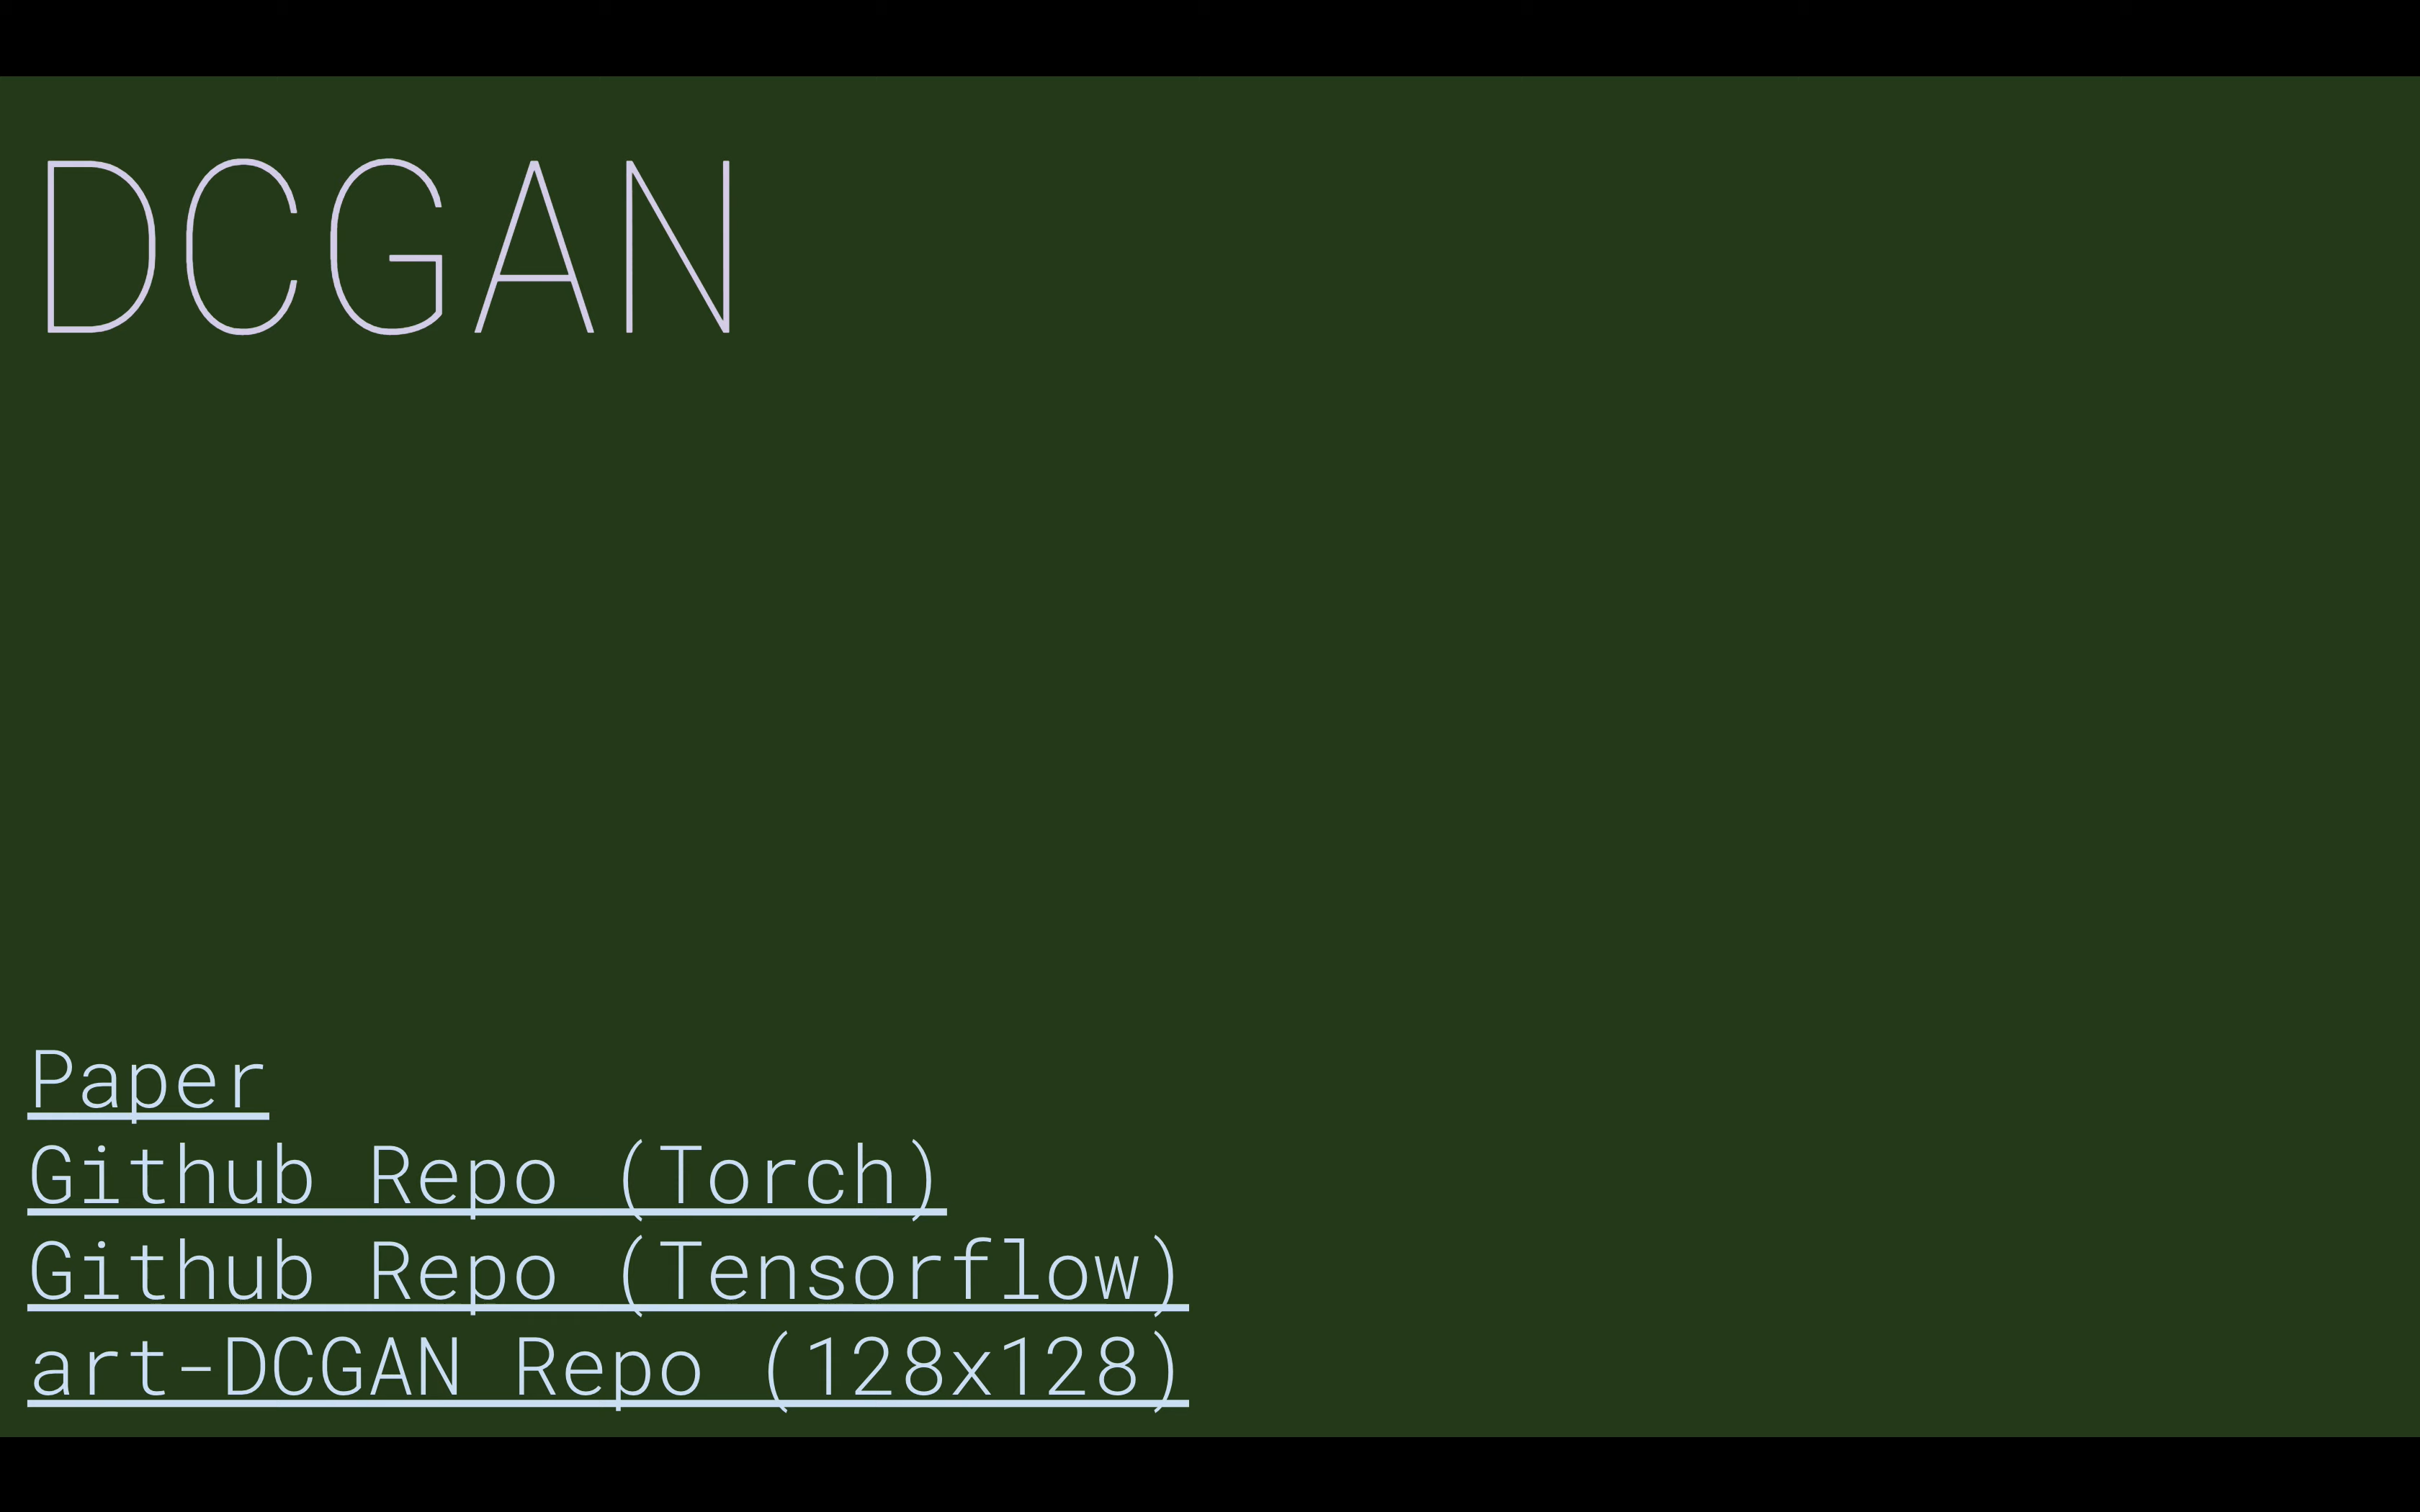 DCGAN
Paper
Github Repo (Torch)
Github Repo (Tensorflow)
art-DCGAN Repo (128x128)